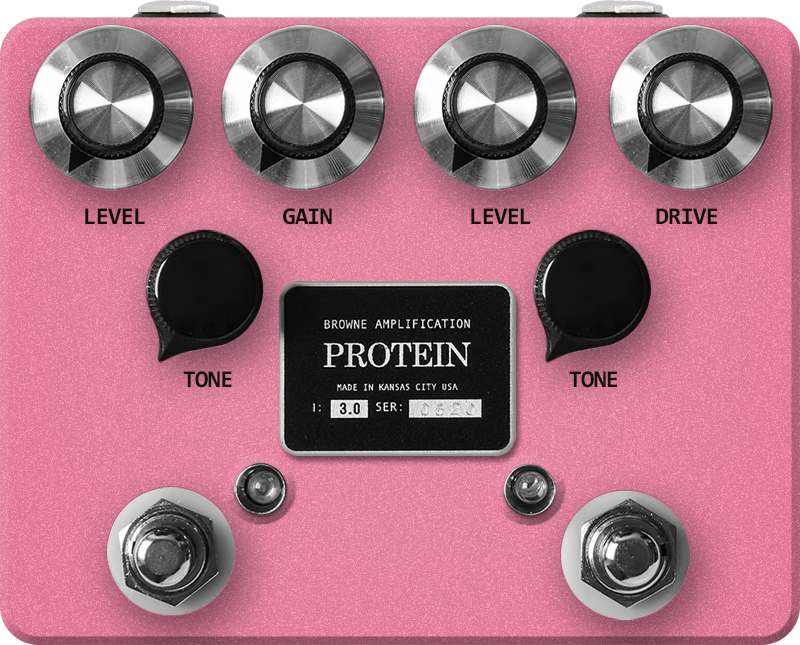 LEVEL GAIN LEVEL DRIVE
TONE TONE
BROWNE AMPLIFICATION
PROTEIN
MADE IN KANSAS CITY USA
I: 3.0 SER: